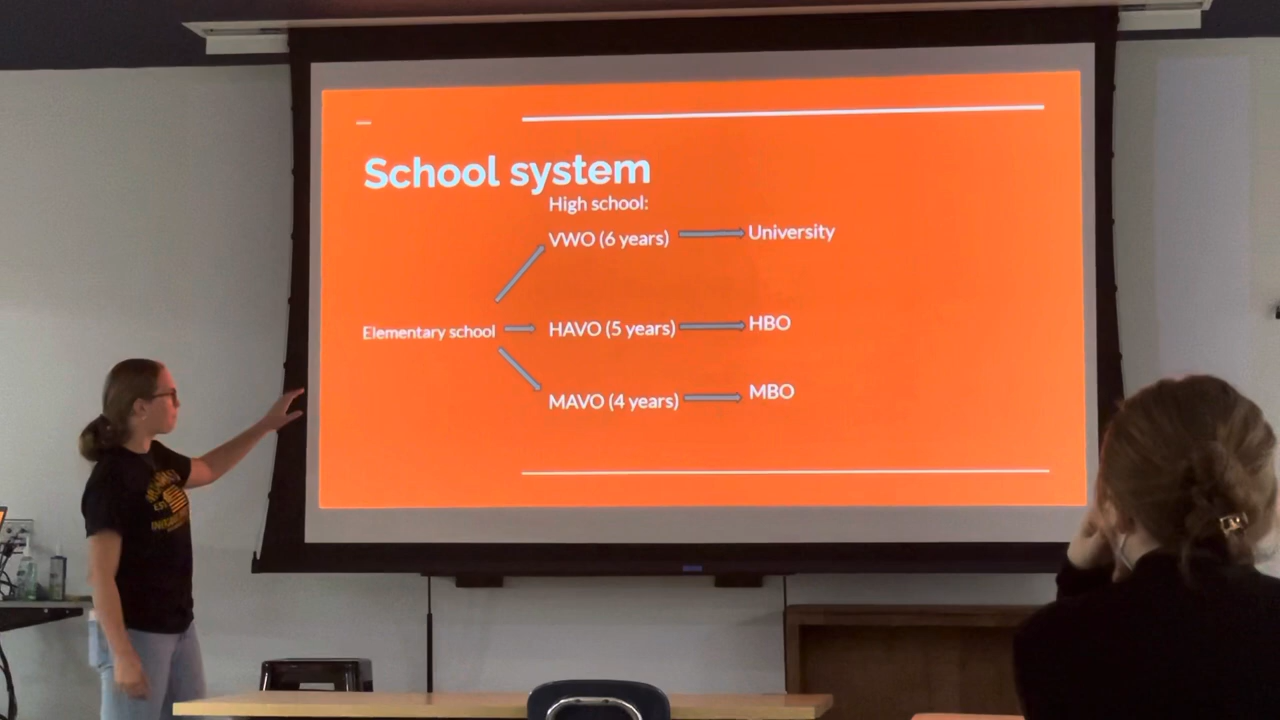 School system
High school:
VWO (6 years)
University
Elementary school
HAVO (5 years)
HBO
MAVO (4 years)
MBO